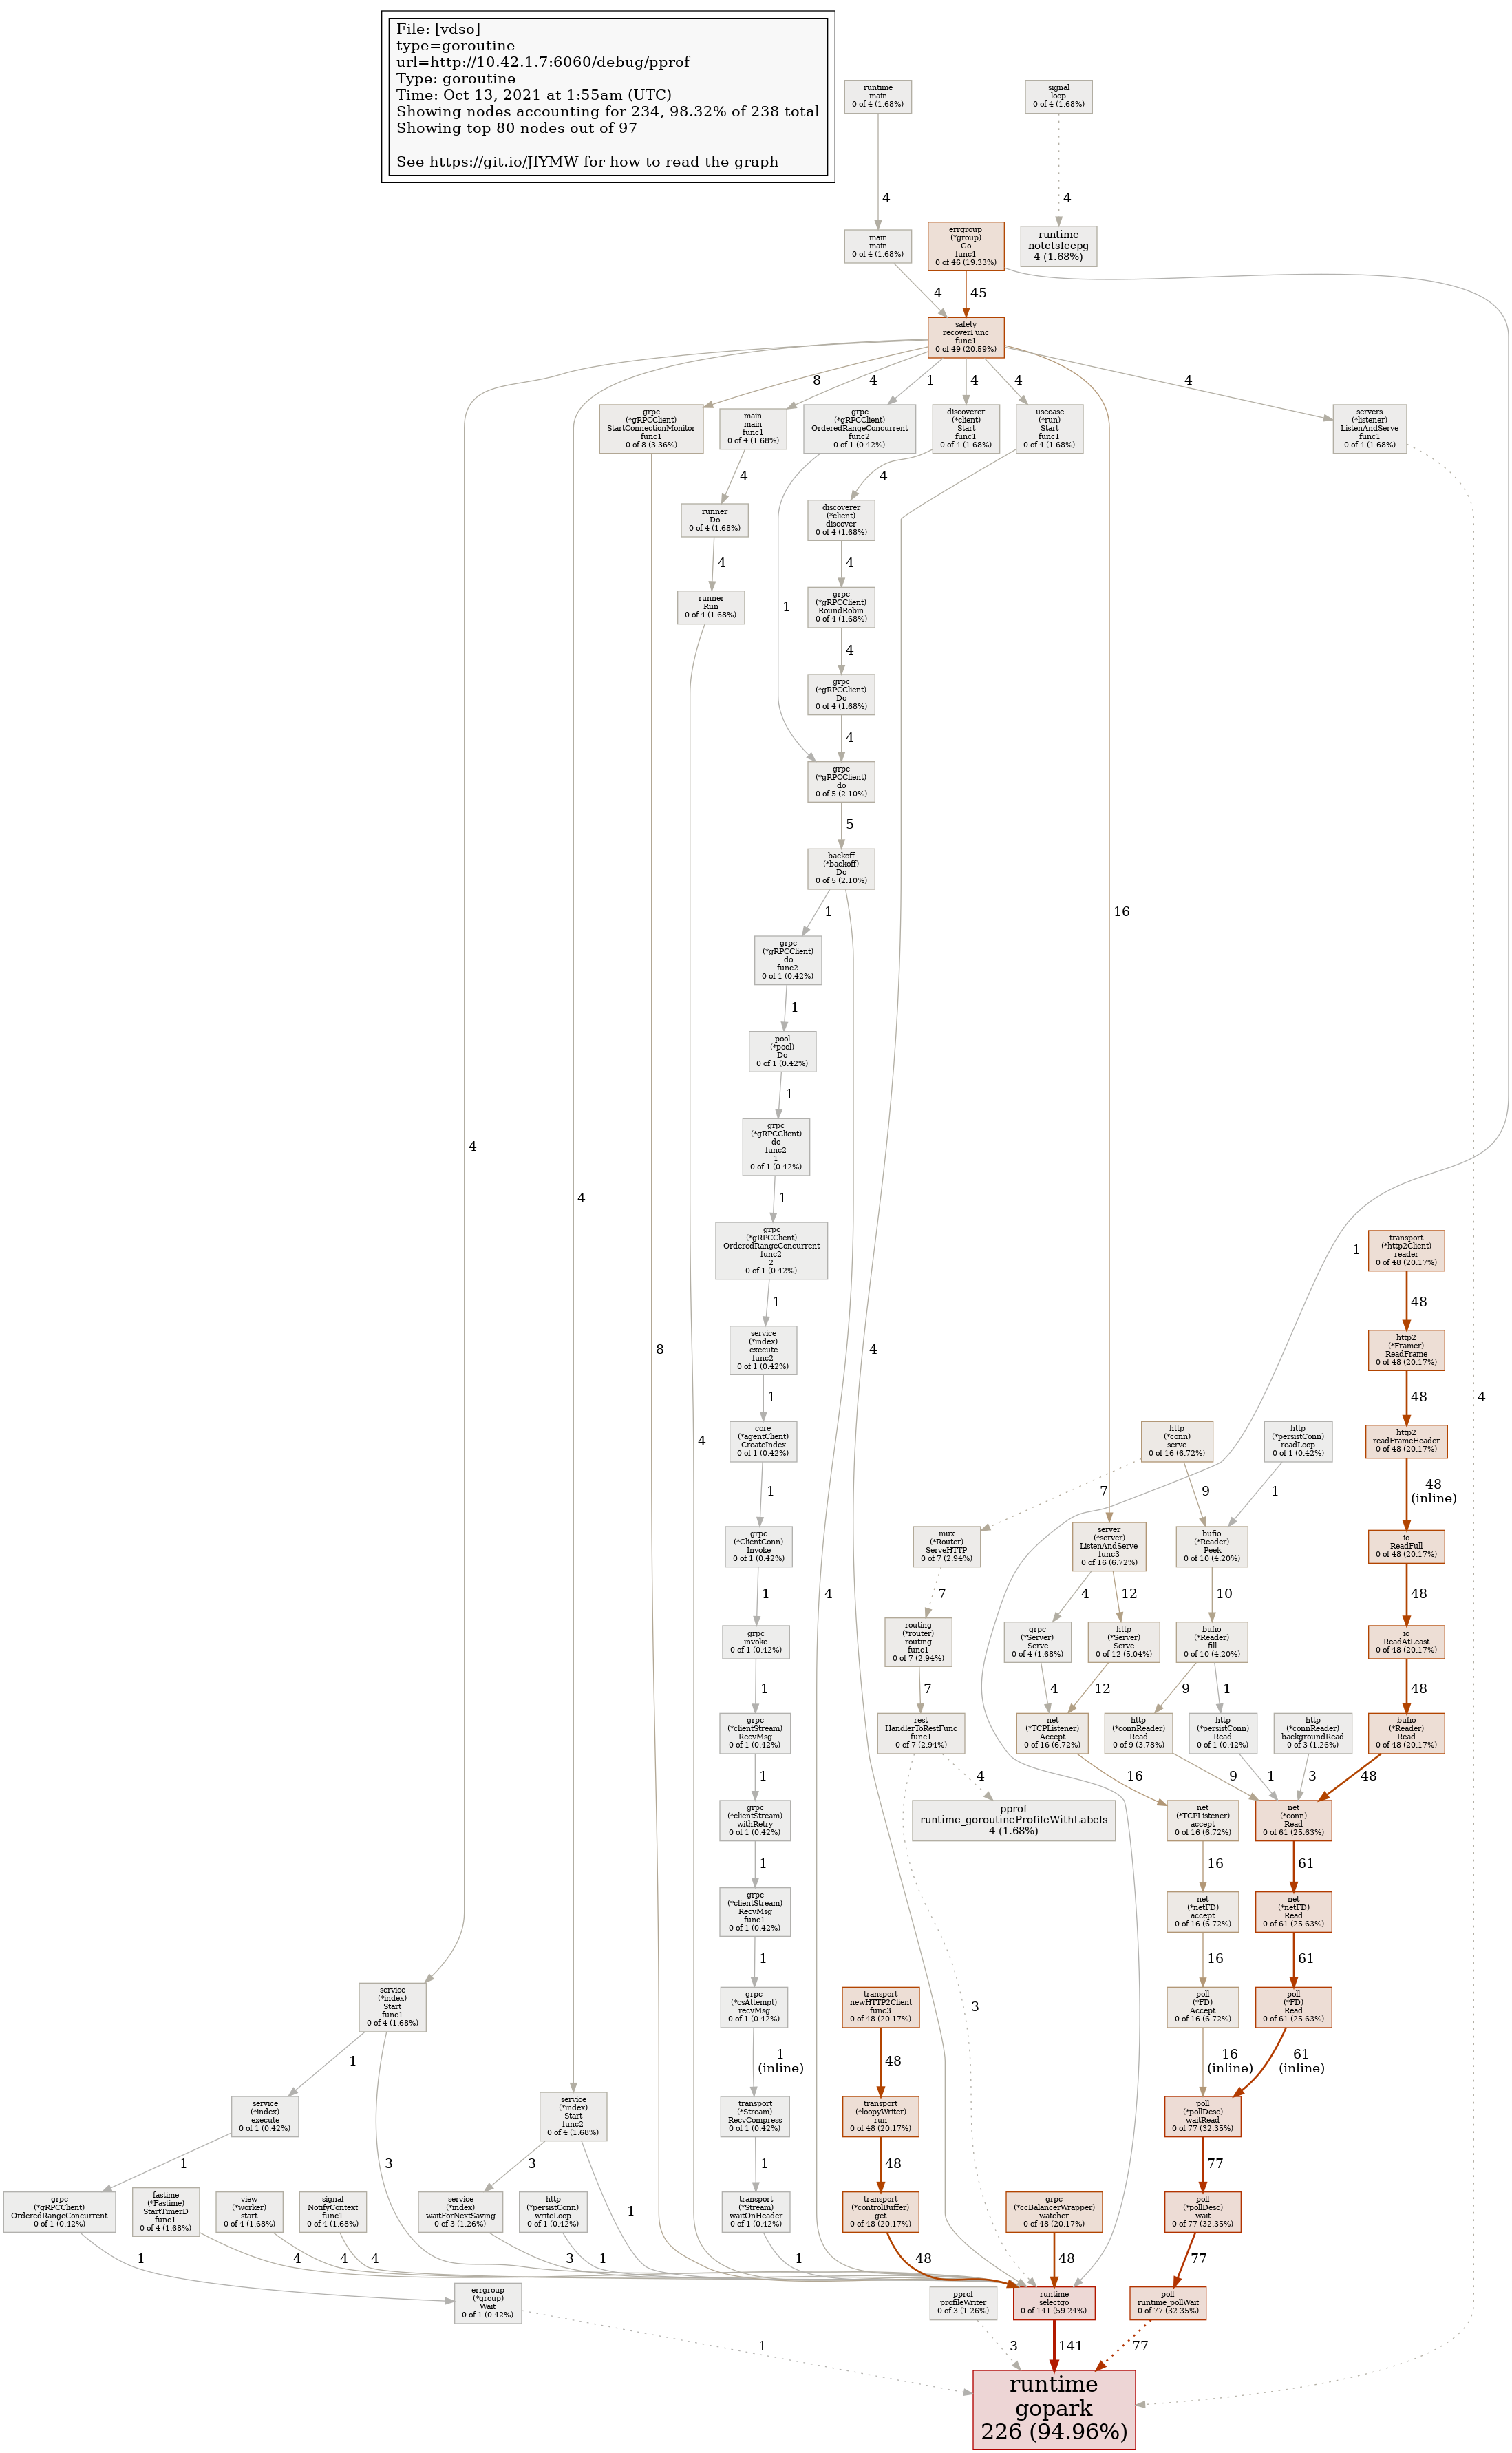 File: [vdso]
type=goroutine
url=http://10.42.1.7:6060/debug/pprof
Type: goroutine
Time: Oct 13, 2021 at 1:55am (UTC)
Showing nodes accounting for 234, 98.32% of 238 total
Showing top 80 nodes out of 97
See https://git.io/JfYMW for how to read the graph
runtime
main
0 of 4 (1.68%)
signal
loop
0 of 4 (1.68%)
4
4
main
main
0 of 4 (1.68%)
errgroup
(*group)
Go
func1
0 of 46 (19.33%)
runtime
notetsleepg
4 (1.68%)
4
45
safety
recoverFunc
func1
0 of 49 (20.59%)
8
4
1
4
4
4
grpc
(*gRPCClient)
StartConnectionMonitor
func1
0 of 8 (3.36%)
main
main
func1
0 of 4 (1.68%)
grpc
(*gRPCClient)
OrderedRangeConcurrent
func2
0 of 1 (0.42%)
discoverer
(*client)
Start
func1
0 of 4 (1.68%)
usecase
(*run)
Start
func1
0 of 4 (1.68%)
servers
(*listener)
ListenAndServe
func1
0 of 4 (1.68%)
4
4
runner
Do
0 of 4 (1.68%)
discoverer
(*client)
discover
0 of 4 (1.68%)
4
4
runner
Run
0 of 4 (1.68%)
1
grpc
(*gRPCClient)
RoundRobin
0 of 4 (1.68%)
4
grpc
(*gRPCClient)
Do
0 of 4 (1.68%)
4
grpc
(*gRPCClient)
do
0 of 5 (2.10%)
5
backoff
(*backoff)
Do
0 of 5 (2.10%)
1
16
grpc
(*gRPCClient)
do
func2
0 of 1 (0.42%)
1
pool
(*pool)
Do
0 of 1 (0.42%)
1
grpc
(*gRPCClient)
do
func2
1
0 of 1 (0.42%)
4
4
1
grpc
(*gRPCClient)
OrderedRangeConcurrent
func2
2
0 of 1 (0.42%)
1
transport
(*http2Client)
reader
0 of 48 (20.17%)
1
48
service
(*index)
execute
func2
0 of 1 (0.42%)
8
4
http2
(*Framer)
ReadFrame
0 of 48 (20.17%)
1
48
4
core
(*agentClient)
CreateIndex
0 of 1 (0.42%)
4
http
(*conn)
serve
0 of 16 (6.72%)
http
(*persistConn)
readLoop
0 of 1 (0.42%)
http2
readFrameHeader
0 of 48 (20.17%)
1
7
9
1
48
(inline)
grpc
(*ClientConn)
Invoke
0 of 1 (0.42%)
mux
(*Router)
ServeHTTP
0 of 7 (2.94%)
server
(*server)
ListenAndServe
func3
0 of 16 (6.72%)
bufio
(*Reader)
Peek
0 of 10 (4.20%)
io
ReadFull
0 of 48 (20.17%)
1
4
7
4
12
10
48
grpc
invoke
0 of 1 (0.42%)
routing
(*router)
routing
func1
0 of 7 (2.94%)
grpc
(*Server)
Serve
0 of 4 (1.68%)
http
(*Server)
Serve
0 of 12 (5.04%)
bufio
(*Reader)
fill
0 of 10 (4.20%)
io
ReadAtLeast
0 of 48 (20.17%)
1
7
4
12
9
1
48
grpc
(*clientStream)
RecvMsg
0 of 1 (0.42%)
rest
HandlerToRestFunc
func1
0 of 7 (2.94%)
net
(*TCPListener)
Accept
0 of 16 (6.72%)
http
(*connReader)
Read
0 of 9 (3.78%)
http
(*persistConn)
Read
0 of 1 (0.42%)
http
(*connReader)
backgroundRead
0 of 3 (1.26%)
bufio
(*Reader)
Read
0 of 48 (20.17%)
1
4
16
9
1
3
48
grpc
(*clientStream)
withRetry
0 of 1 (0.42%)
pprof
runtime_goroutineProfileWithLabels
4 (1.68%)
net
(*TCPListener)
accept
0 of 16 (6.72%)
net
(*conn)
Read
0 of 61 (25.63%)
1
16
61
grpc
(*clientStream)
RecvMsg
func1
0 of 1 (0.42%)
net
(*netFD)
accept
0 of 16 (6.72%)
net
(*netFD)
Read
0 of 61 (25.63%)
1
16
61
service
(*index)
Start
func1
0 of 4 (1.68%)
grpc
(*csAttempt)
recvMsg
0 of 1 (0.42%)
transport
newHTTP2Client
func3
0 of 48 (20.17%)
3
poll
(*FD)
Accept
0 of 16 (6.72%)
poll
(*FD)
Read
0 of 61 (25.63%)
1
1
(inline)
48
16
(inline)
61
(inline)
service
(*index)
execute
0 of 1 (0.42%)
service
(*index)
Start
func2
0 of 4 (1.68%)
transport
(*Stream)
RecvCompress
0 of 1 (0.42%)
transport
(*loopyWriter)
run
0 of 48 (20.17%)
poll
(*pollDesc)
waitRead
0 of 77 (32.35%)
1
3
3
1
1
48
77
grpc
(*gRPCClient)
OrderedRangeConcurrent
0 of 1 (0.42%)
fastime
(*Fastime)
StartTimerD
func1
0 of 4 (1.68%)
view
(*worker)
start
0 of 4 (1.68%)
signal
NotifyContext
func1
0 of 4 (1.68%)
service
(*index)
waitForNextSaving
0 of 3 (1.26%)
http
(*persistConn)
writeLoop
0 of 1 (0.42%)
transport
(*Stream)
waitOnHeader
0 of 1 (0.42%)
transport
(*controlBuffer)
get
0 of 48 (20.17%)
grpc
(*ccBalancerWrapper)
watcher
0 of 48 (20.17%)
poll
(*pollDesc)
wait
0 of 77 (32.35%)
1
4
4
4
3
1
1
48
48
77
errgroup
(*group)
Wait
0 of 1 (0.42%)
pprof
profileWriter
0 of 3 (1.26%)
runtime
selectgo
0 of 141 (59.24%)
poll
runtime_pollWait
0 of 77 (32.35%)
1
3
141
77
runtime
gopark
226 (94.96%)